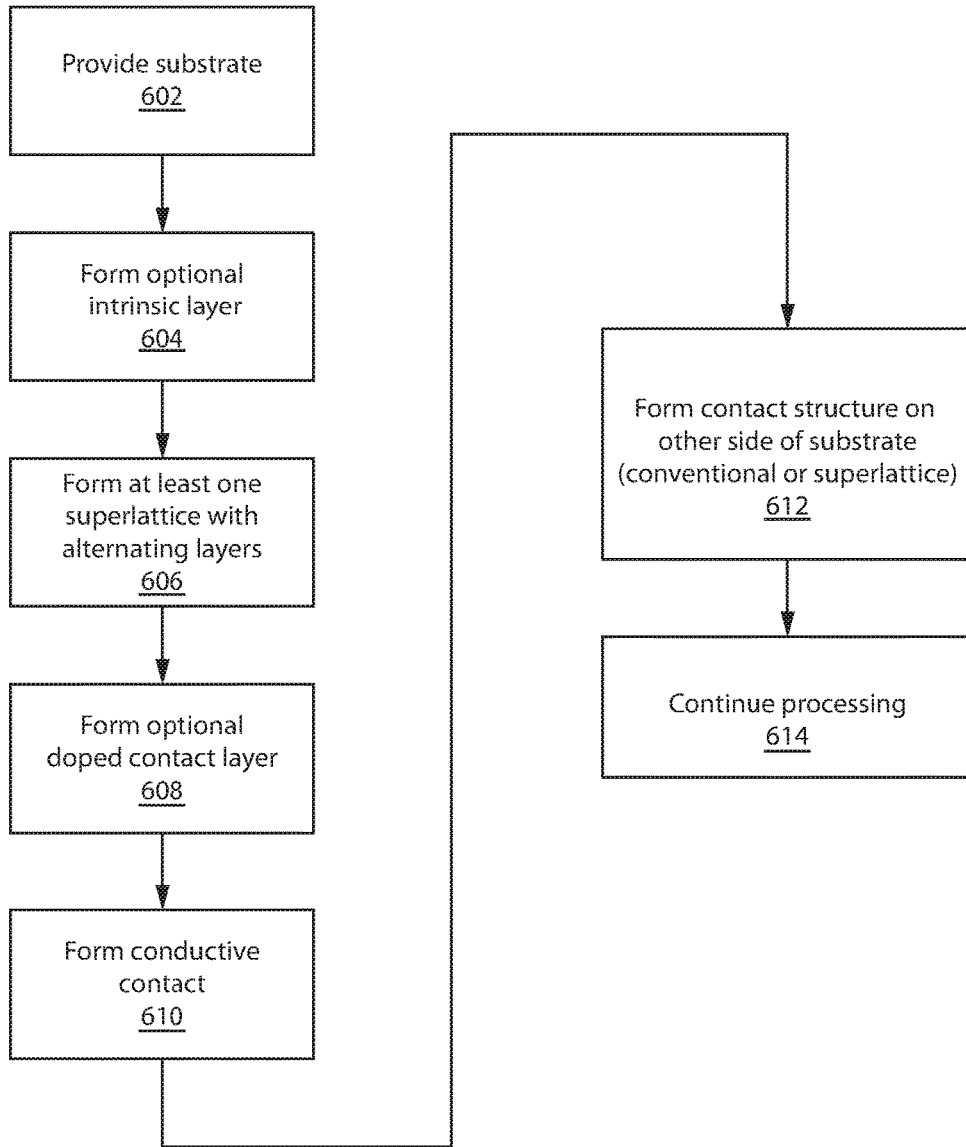 Provide substrate
602
Form optional
intrinsic layer
604
Form at least one
superlattice with
alternating layers
606
Form optional
doped contact layer
608
Form conductive
contact
610
Form contact structure on
other side of substrate
(conventional or superlattice)
612
Continue processing
614